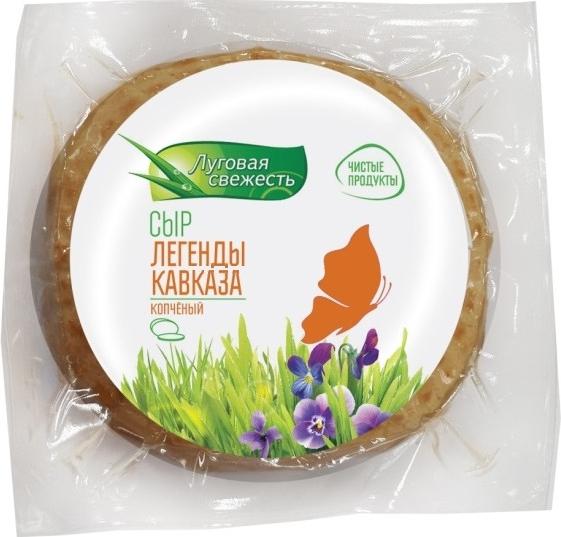 Луговая
свежесть
ЧИСТЫЕ
ПРОДУКТЫ
СЫР
ЛЕГЕНДЫ
КАВКАЗА
КОПЧЁНЫЙ